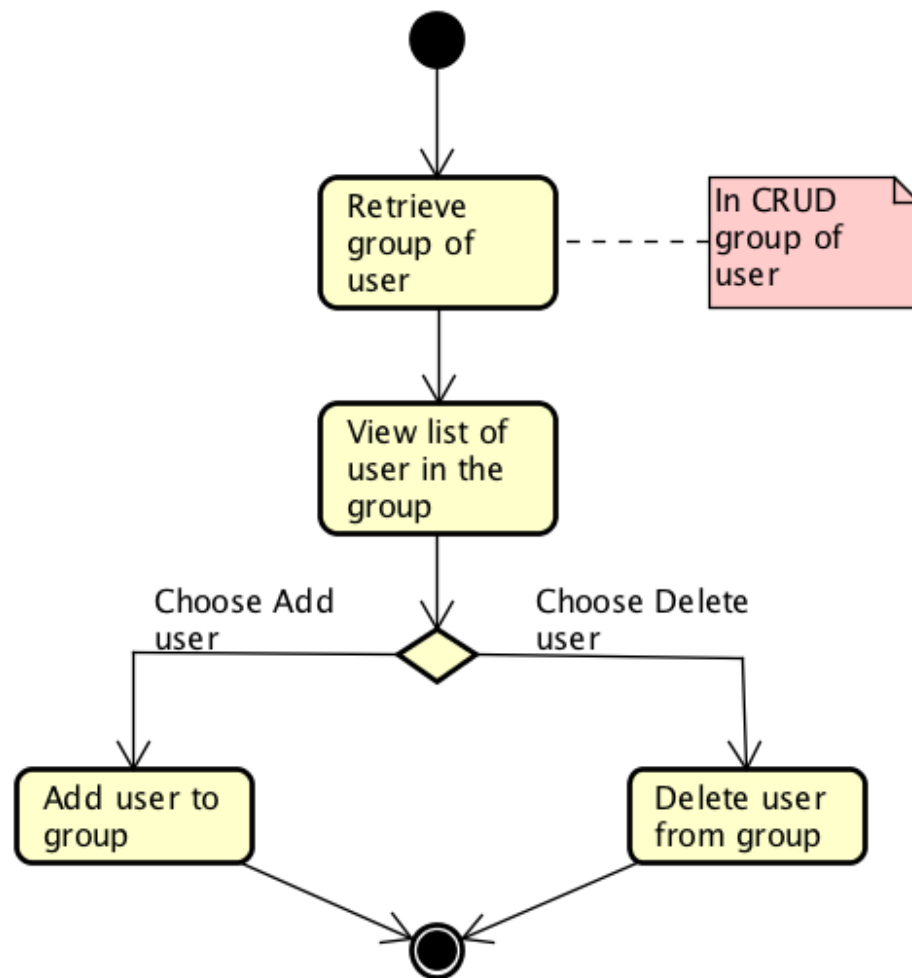 Retrieve
group of
user
In CRUD
group of
user
View list of
user in the
group
Choose Add
user
Choose Delete
user
Add user to
group
Delete user
from group